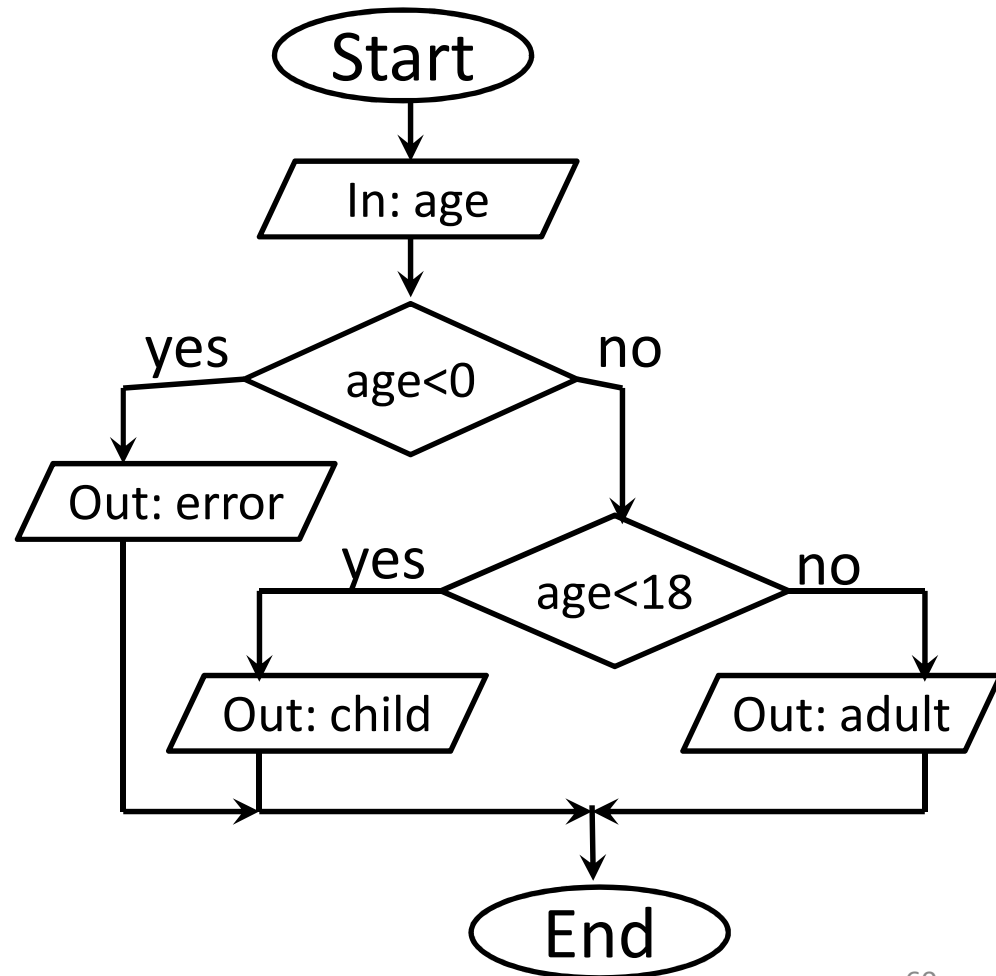 Start
In: age
yes
no
age<0
Out: error
yes
no
age<18
Out: child
Out: adult
End